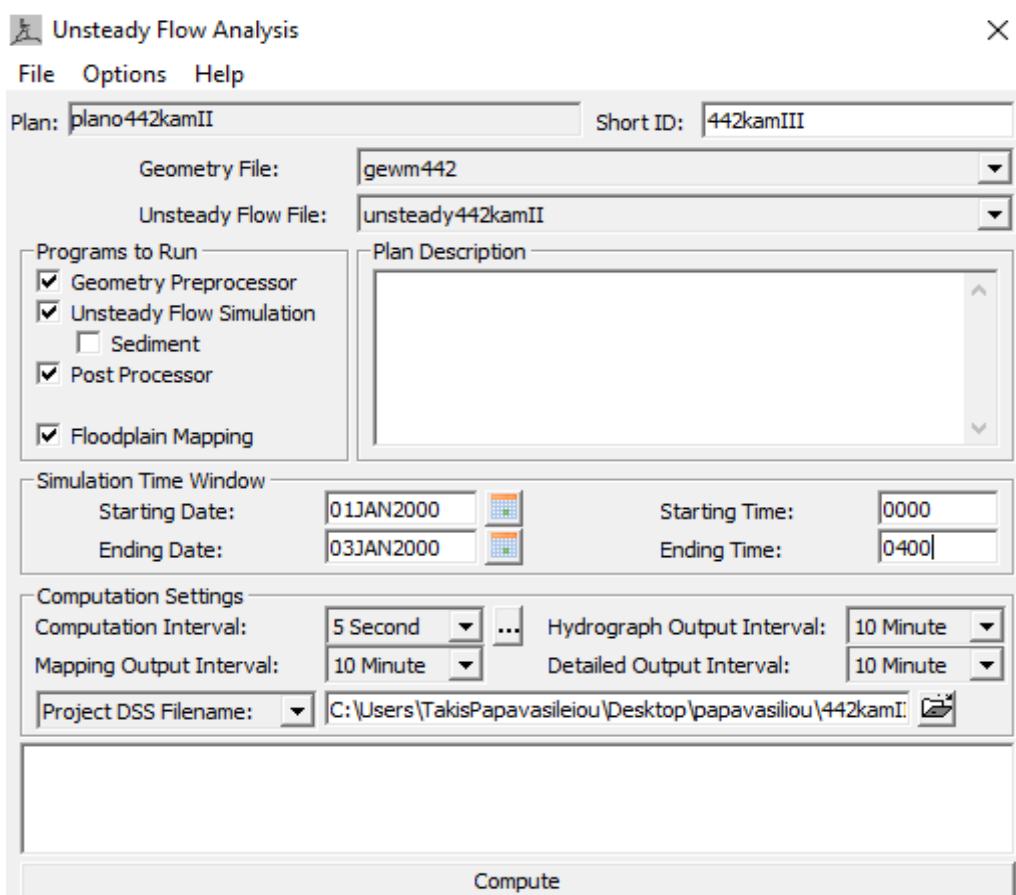 Unsteady Flow Analysis
File Options Help
Plan: plano442kamII Short ID: 442kamIII
Geometry File: gewm442
Unsteady Flow File: unsteady442kamII
Programs to Run
Geometry Preprocessor
Unsteady Flow Simulation
Sediment
Post Processor
Floodplain Mapping
Plan Description
Simulation Time Window
Starting Date: 01JAN2000 Starting Time: 0000
Ending Date: 03JAN2000 Ending Time: 0400
Computation Settings
Computation Interval: 5 Second ... Hydrograph Output Interval: 10 Minute
Mapping Output Interval: 10 Minute Detailed Output Interval: 10 Minute
Project DSS Filename: C:\Users\TakisPapavasileiou\Desktop\papavasiliou\442kamII
Compute